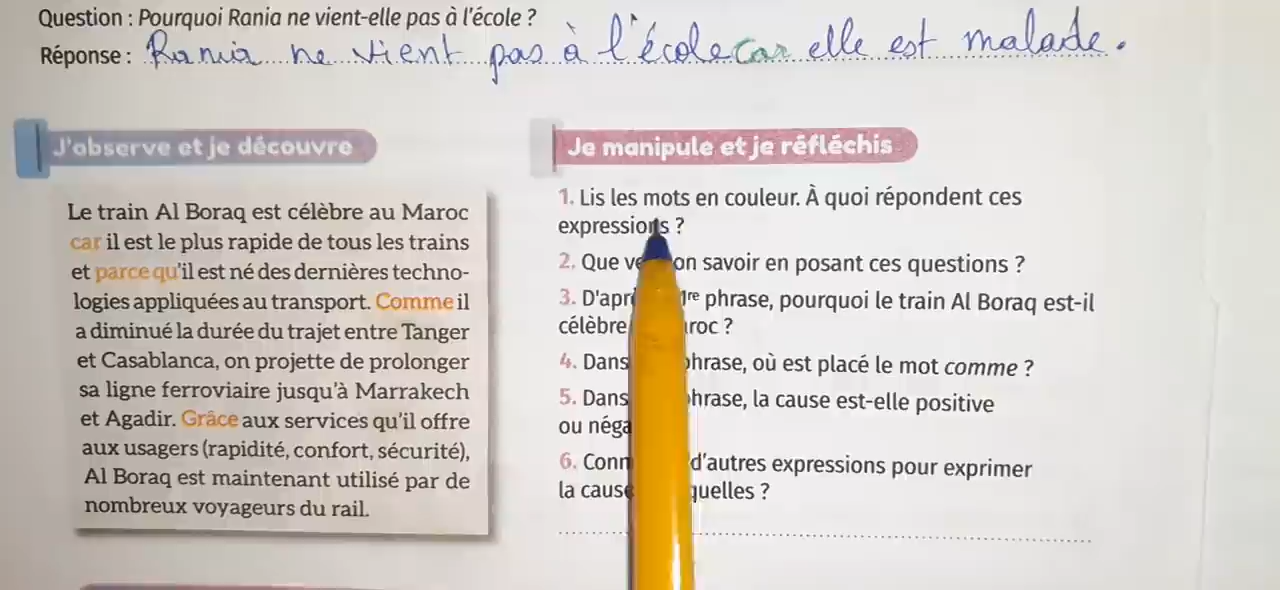 Question : Pourquoi Rania ne vient-elle pas à l'école ?
Réponse : Rania ne vient pas à l'école car elle est malade.
J'observe et je découvre
Le train Al Boraq est célèbre au Maroc
car il est le plus rapide de tous les trains
et parce qu'il est né des dernières techno-
logies appliquées au transport. Comme il
a diminué la durée du trajet entre Tanger
et Casablanca, on projette de prolonger
sa ligne ferroviaire jusqu'à Marrakech
et Agadir. Grâce aux services qu'il offre
aux usagers (rapidité, confort, sécurité),
Al Boraq est maintenant utilisé par de
nombreux voyageurs du rail.
Je manipule et je réfléchis
1. Lis les mots en couleur. À quoi répondent ces
expressions ?
2. Que on savoir en posant ces questions ?
3. 1re phrase, pourquoi le train Al Boraq est-il
célèbre ?
4. Dans phrase, où est placé le mot comme ?
5. Dans phrase, la cause est-elle positive
ou
6. d'autres expressions pour exprimer
la cause quelles ?